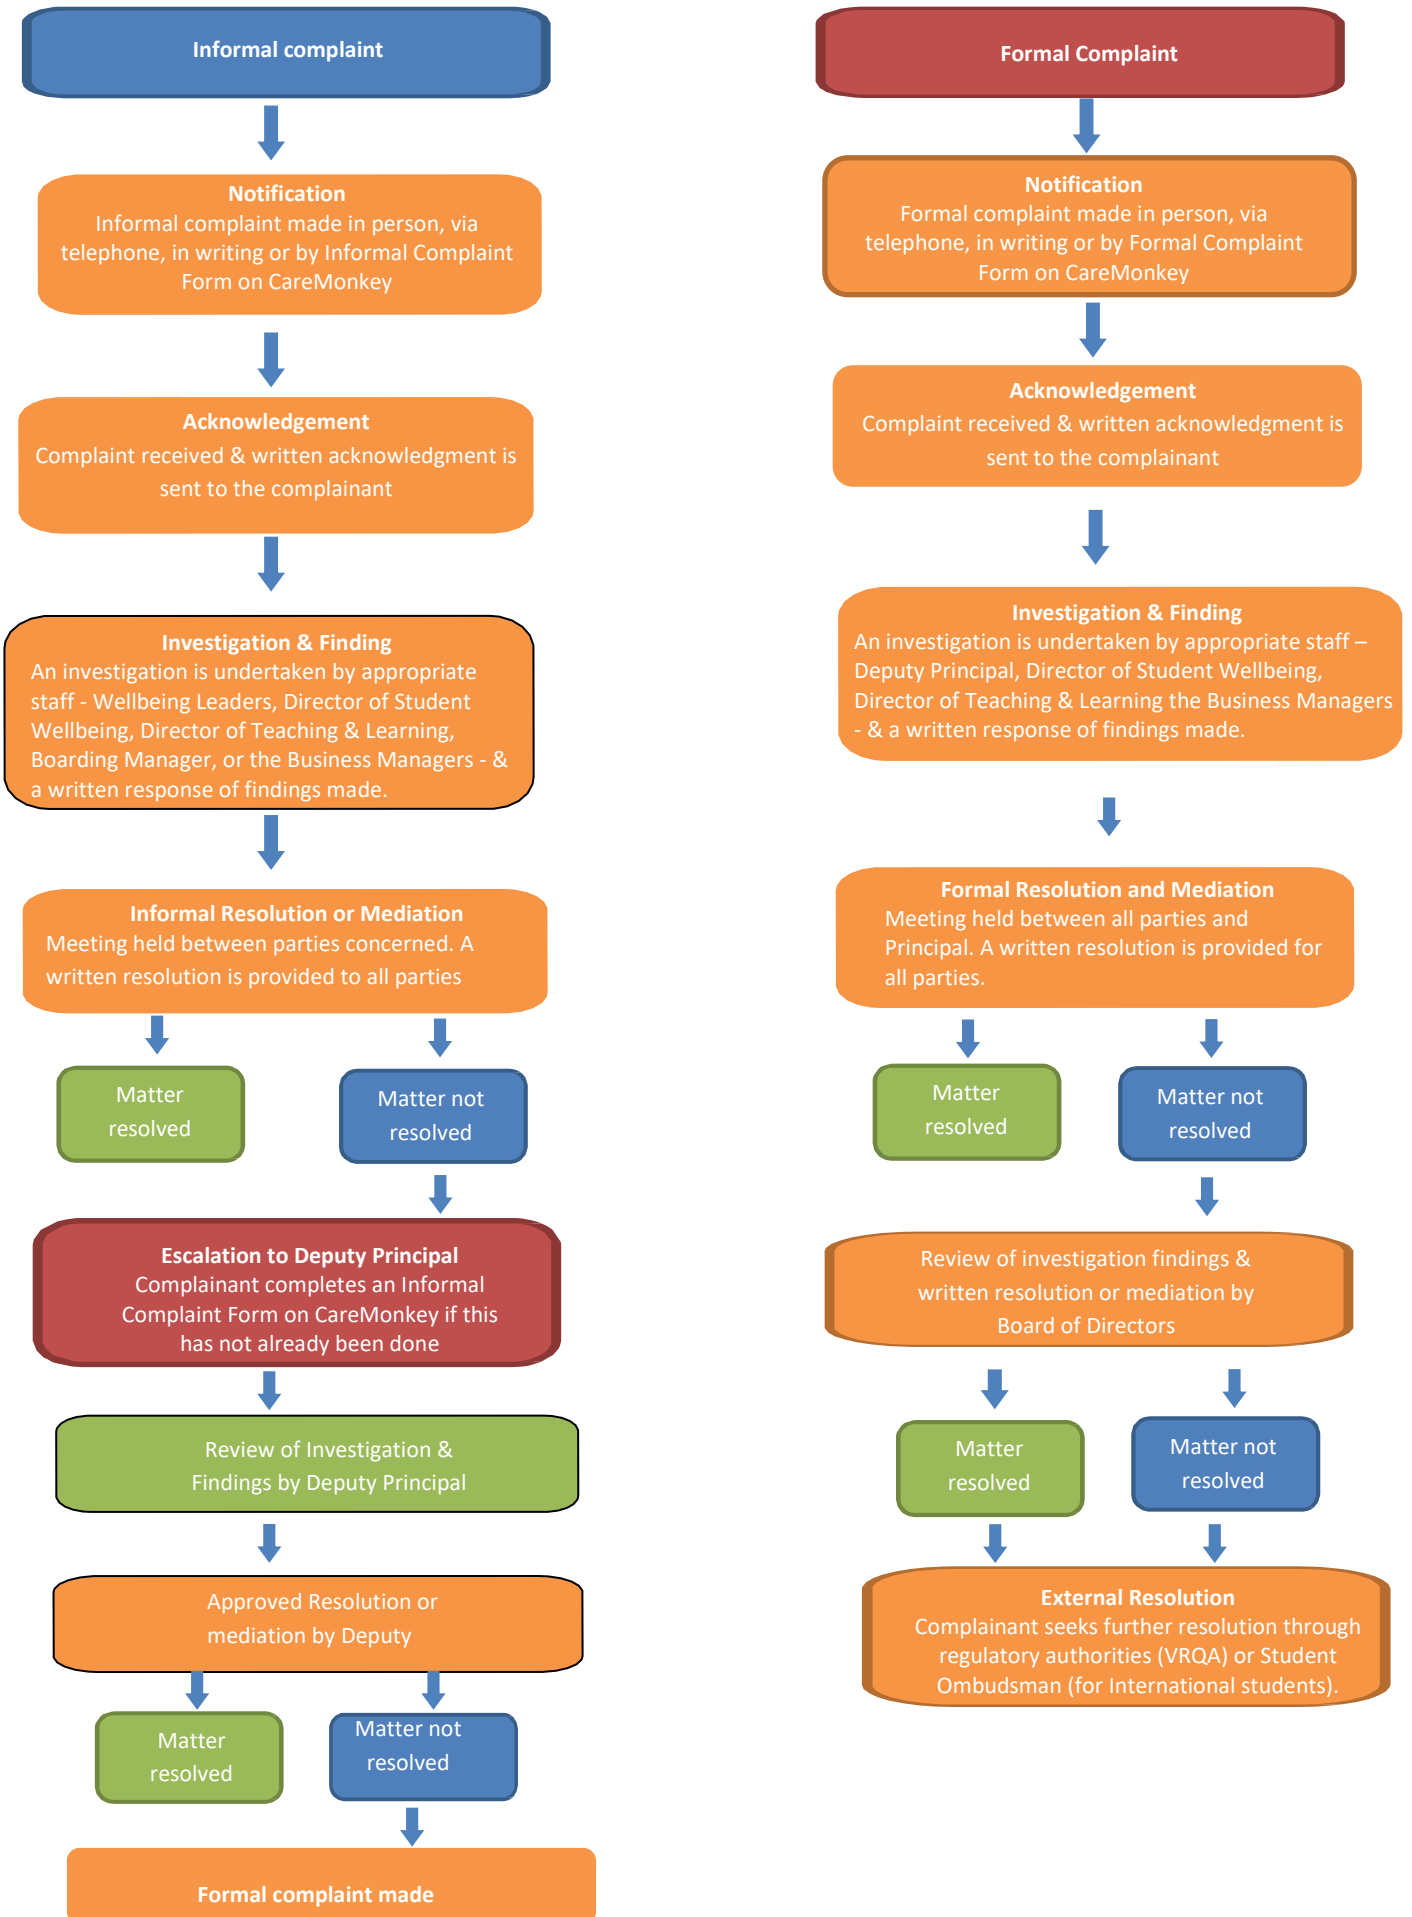 Informal complaint
Notification
Informal complaint made in person, via
telephone, in writing or by Informal Complaint
Form on CareMonkey
Acknowledgement
Complaint received & written acknowledgment is
sent to the complainant
Investigation & Finding
An investigation is undertaken by appropriate
staff - Wellbeing Leaders, Director of Student
Wellbeing, Director of Teaching & Learning,
Boarding Manager, or the Business Managers - &
a written response of findings made.
Informal Resolution or Mediation
Meeting held between parties concerned. A
written resolution is provided to all parties
Matter
resolved
Matter not
resolved
Escalation to Deputy Principal
Complainant completes an Informal
Complaint Form on CareMonkey if this
has not already been done
Review of Investigation &
Findings by Deputy Principal
Approved Resolution or
mediation by Deputy
Matter
resolved
Matter not
resolved
Formal complaint made
Formal Complaint
Notification
Formal complaint made in person, via
telephone, in writing or by Formal Complaint
Form on CareMonkey
Acknowledgement
Complaint received & written acknowledgment is
sent to the complainant
Investigation & Finding
An investigation is undertaken by appropriate staff –
Deputy Principal, Director of Student Wellbeing,
Director of Teaching & Learning the Business Managers
- & a written response of findings made.
Formal Resolution and Mediation
Meeting held between all parties and
Principal. A written resolution is provided for
all parties.
Matter
resolved
Matter not
resolved
Review of investigation findings &
written resolution or mediation by
Board of Directors
Matter
resolved
Matter not
resolved
External Resolution
Complainant seeks further resolution through
regulatory authorities (VRQA) or Student
Ombudsman (for International students).